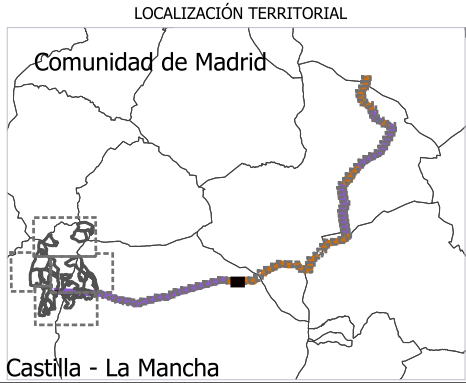 LOCALIZACIÓN TERRITORIAL
Comunidad de Madrid
Castilla - La Mancha